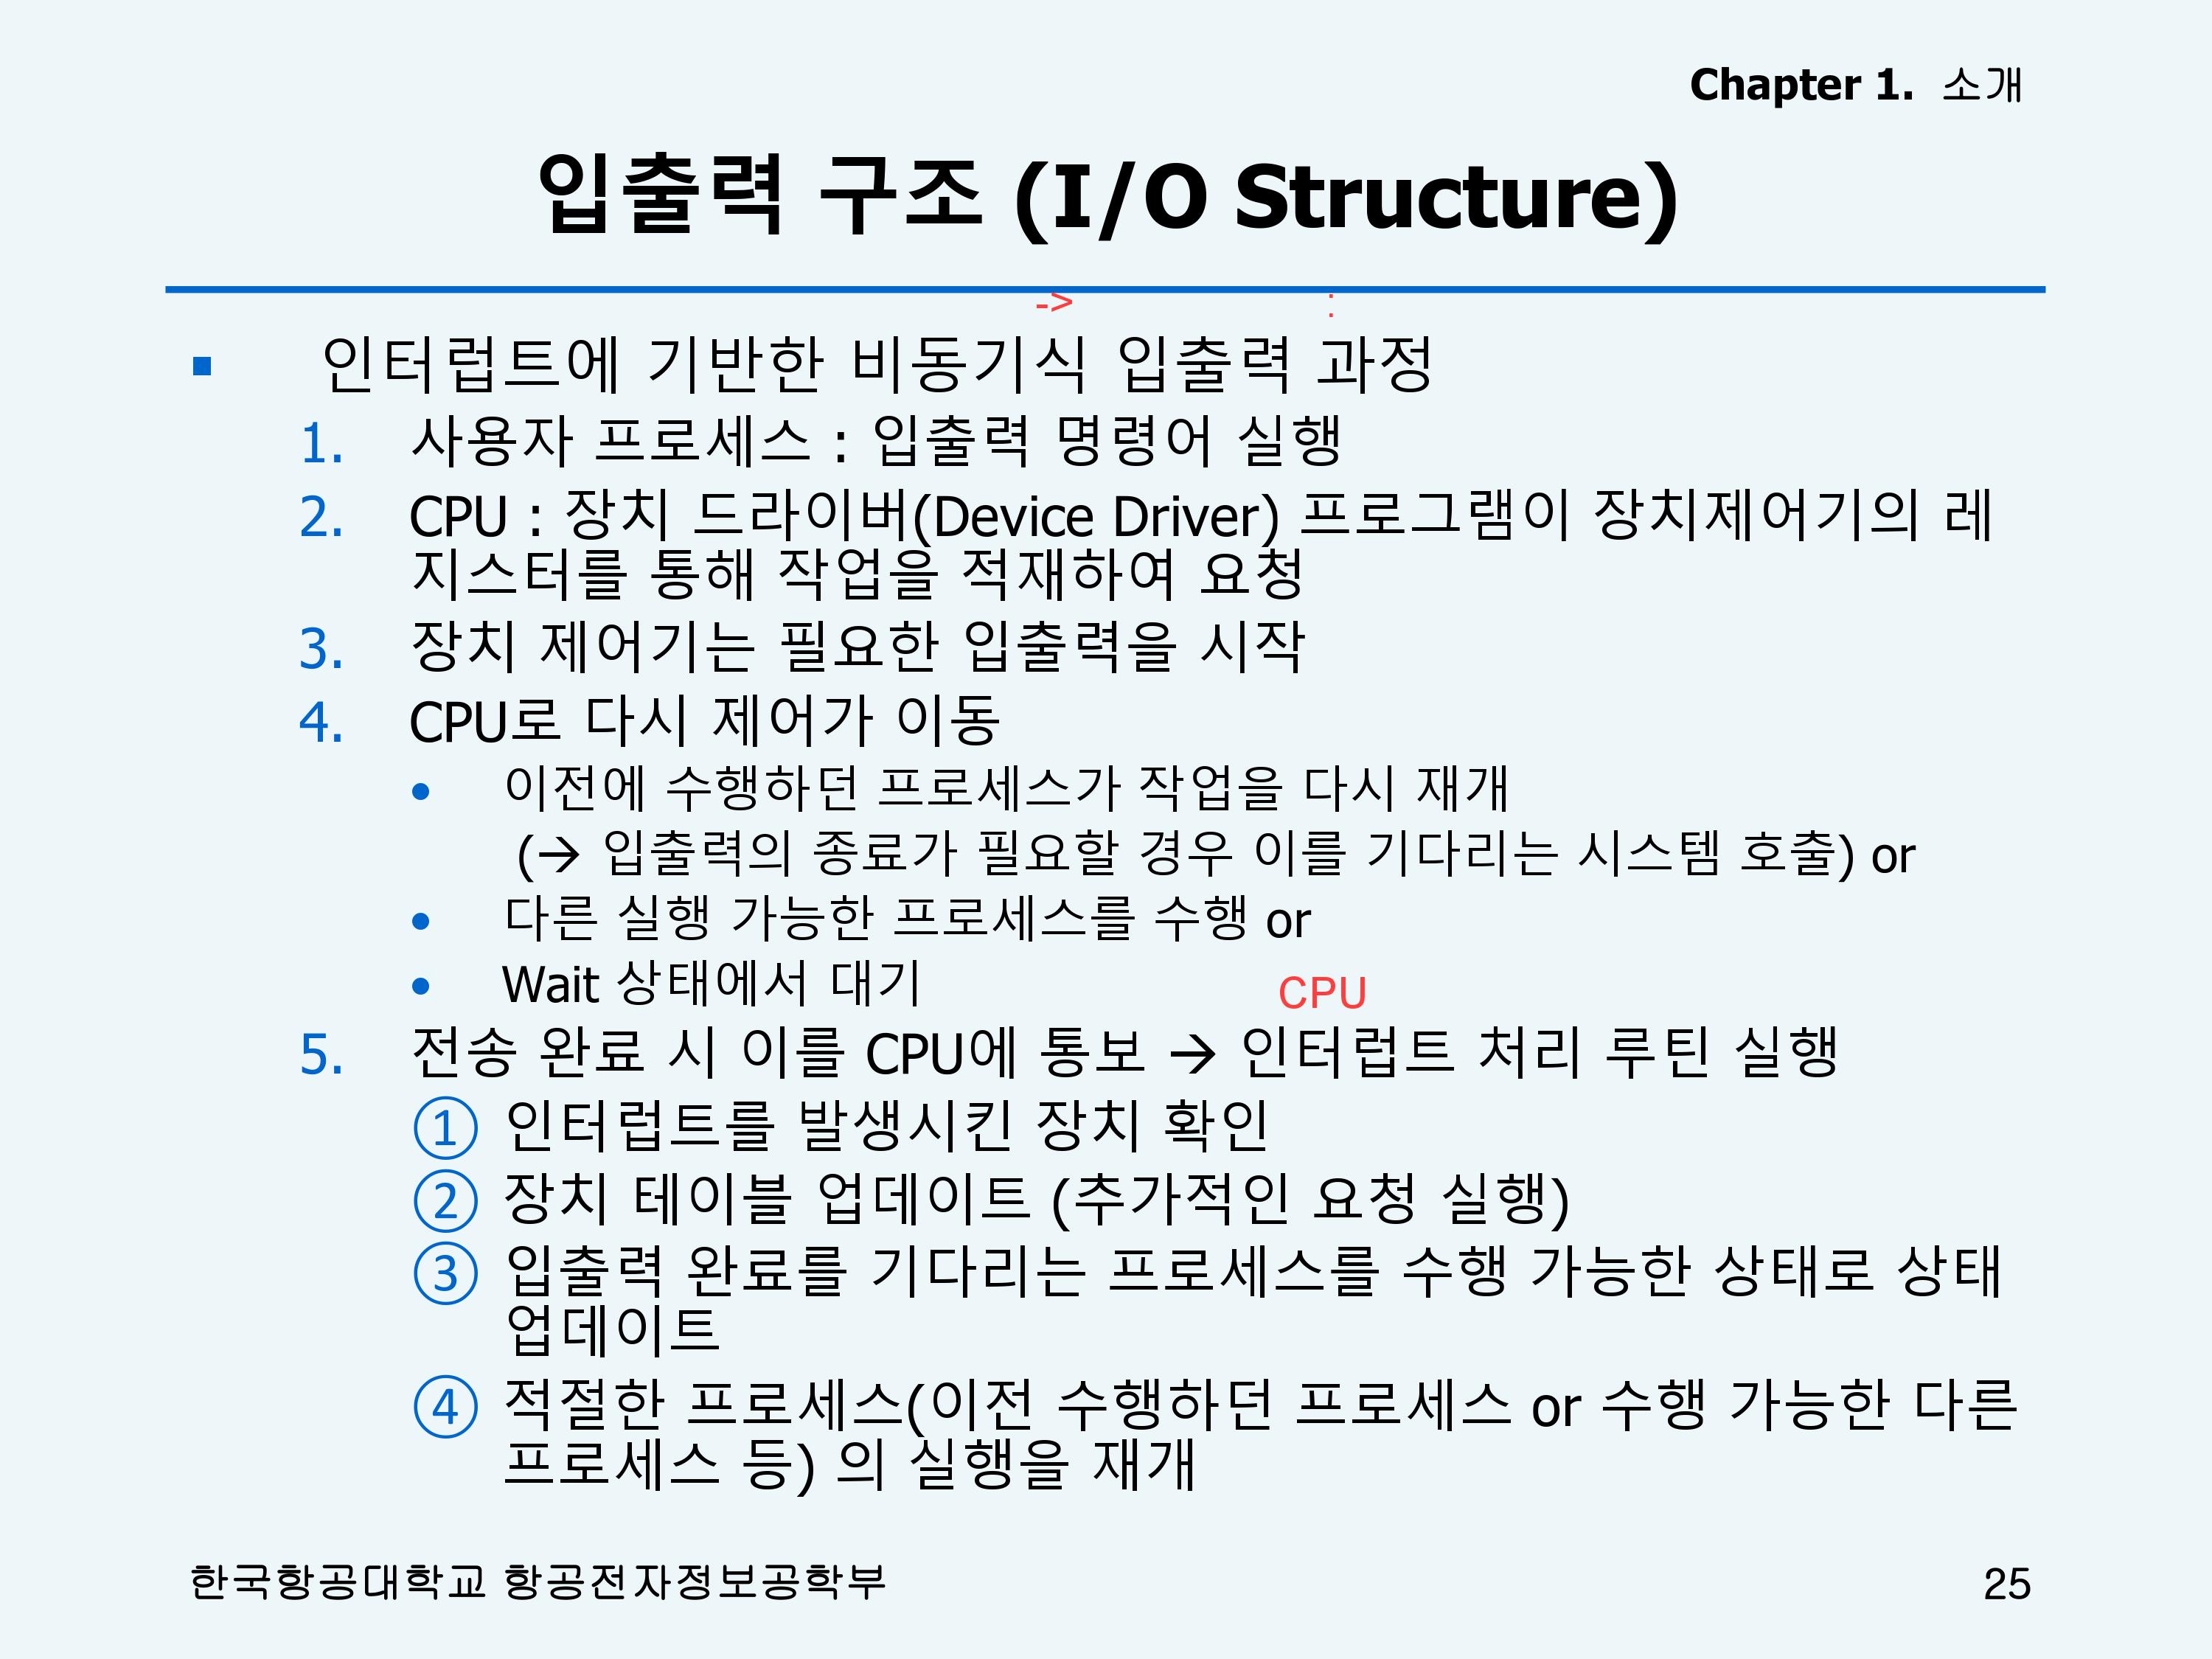 Chapter 1. 소개
입출력 구조 (I/O Structure)
-> :
▪ 인터럽트에 기반한 비동기식 입출력 과정
1. 사용자 프로세스 : 입출력 명령어 실행
2. CPU : 장치 드라이버(Device Driver) 프로그램이 장치제어기의 레
지스터를 통해 작업을 적재하여 요청
3. 장치 제어기는 필요한 입출력을 시작
4. CPU로 다시 제어가 이동
• 이전에 수행하던 프로세스가 작업을 다시 재개
(→ 입출력의 종료가 필요할 경우 이를 기다리는 시스템 호출) or
• 다른 실행 가능한 프로세스를 수행 or
• Wait 상태에서 대기
CPU
5. 전송 완료 시 이를 CPU에 통보 → 인터럽트 처리 루틴 실행
① 인터럽트를 발생시킨 장치 확인
② 장치 테이블 업데이트 (추가적인 요청 실행)
③ 입출력 완료를 기다리는 프로세스를 수행 가능한 상태로 상태
업데이트
④ 적절한 프로세스(이전 수행하던 프로세스 or 수행 가능한 다른
프로세스 등) 의 실행을 재개
한국항공대학교 항공전자정보공학부
25